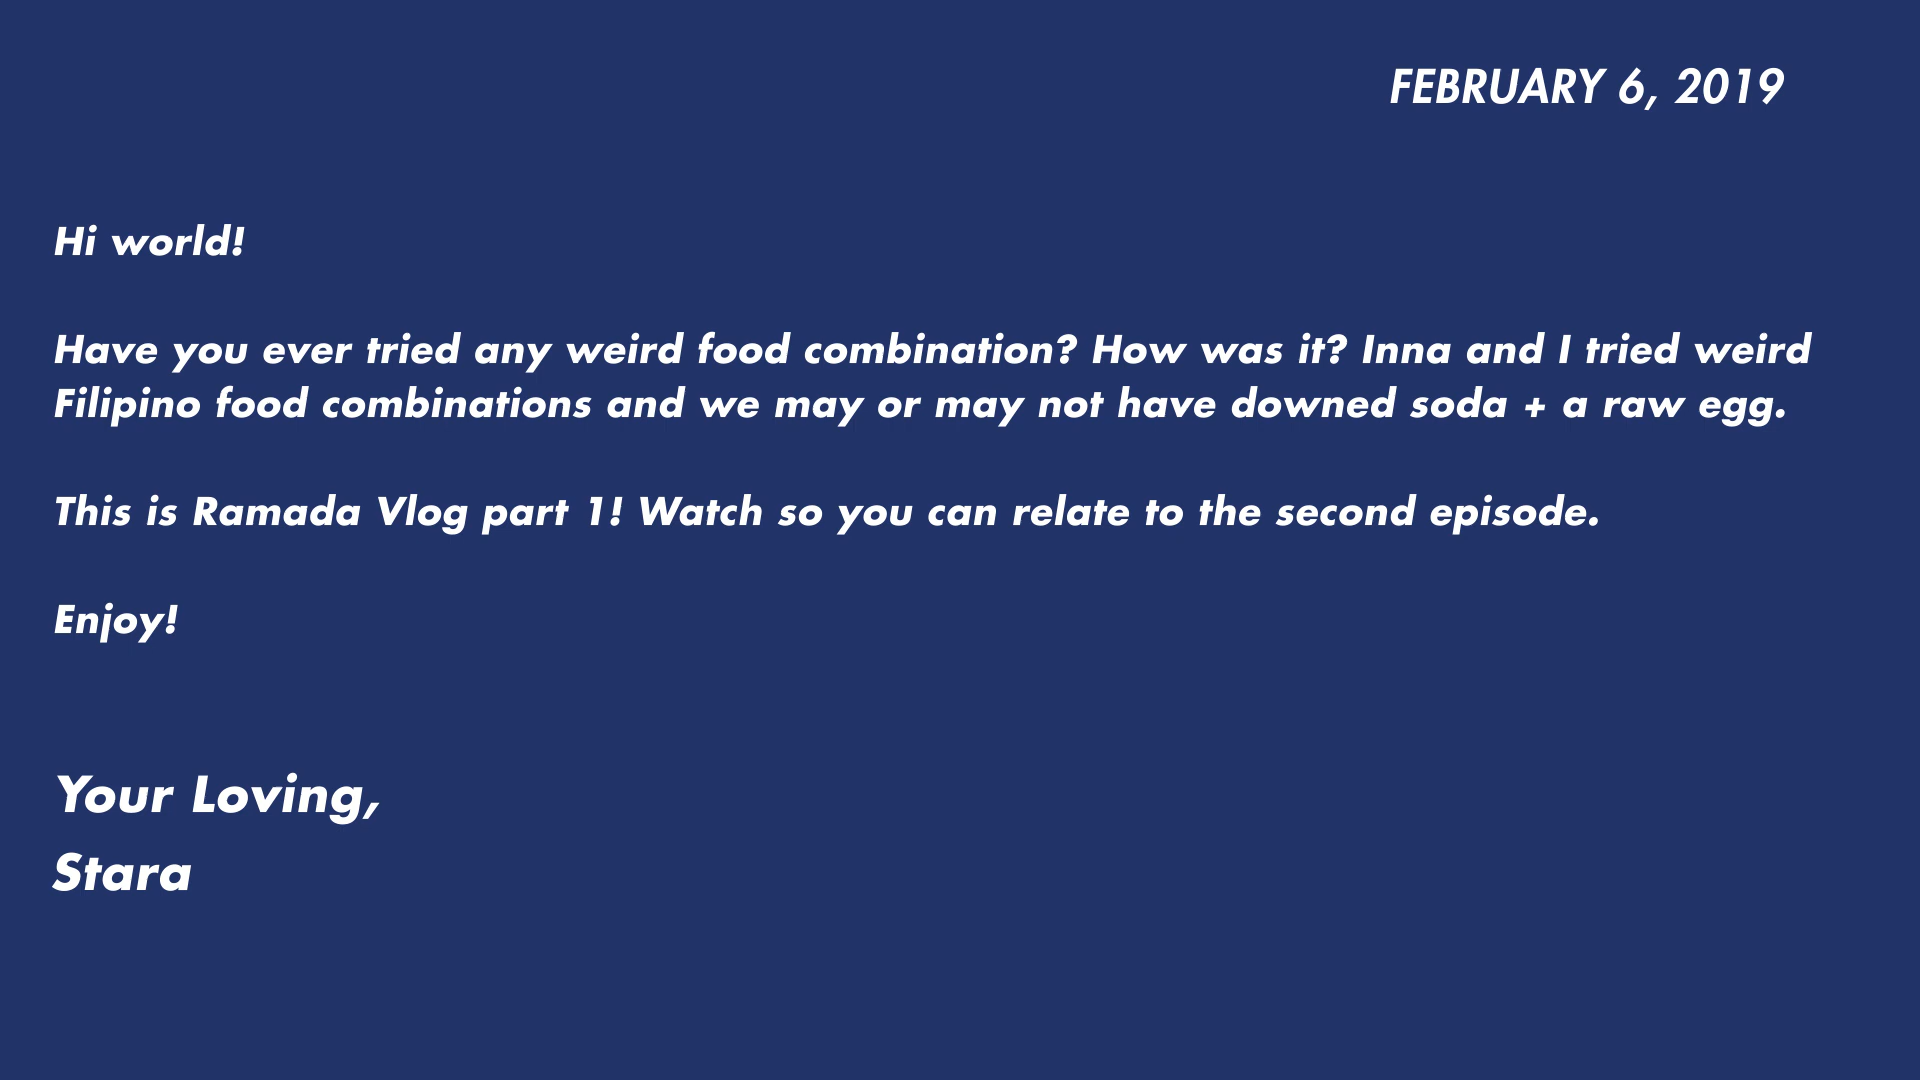 FEBRUARY 6, 2019
Hi world!
Have you ever tried any weird food combination? How was it? Inna and I tried weird
Filipino food combinations and we may or may not have downed soda + a raw egg.
This is Ramada Vlog part 1! Watch so you can relate to the second episode.
Enjoy!
Your Loving,
Stara